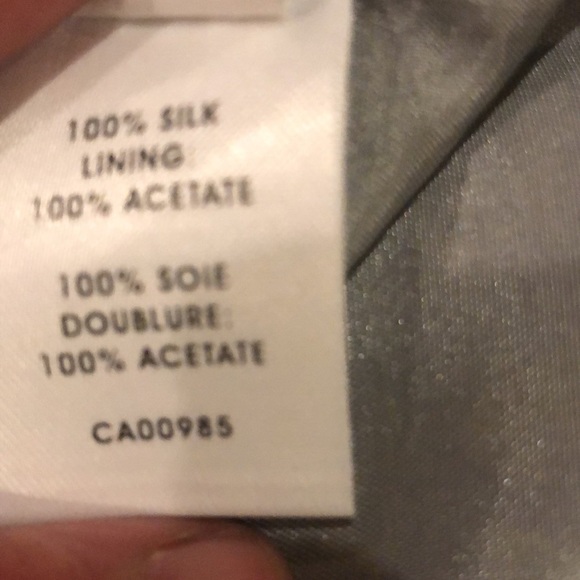 100% SILK
LINING:
100% ACETATE
100% SOIE
DOUBLURE:
100% ACETATE
CA00985